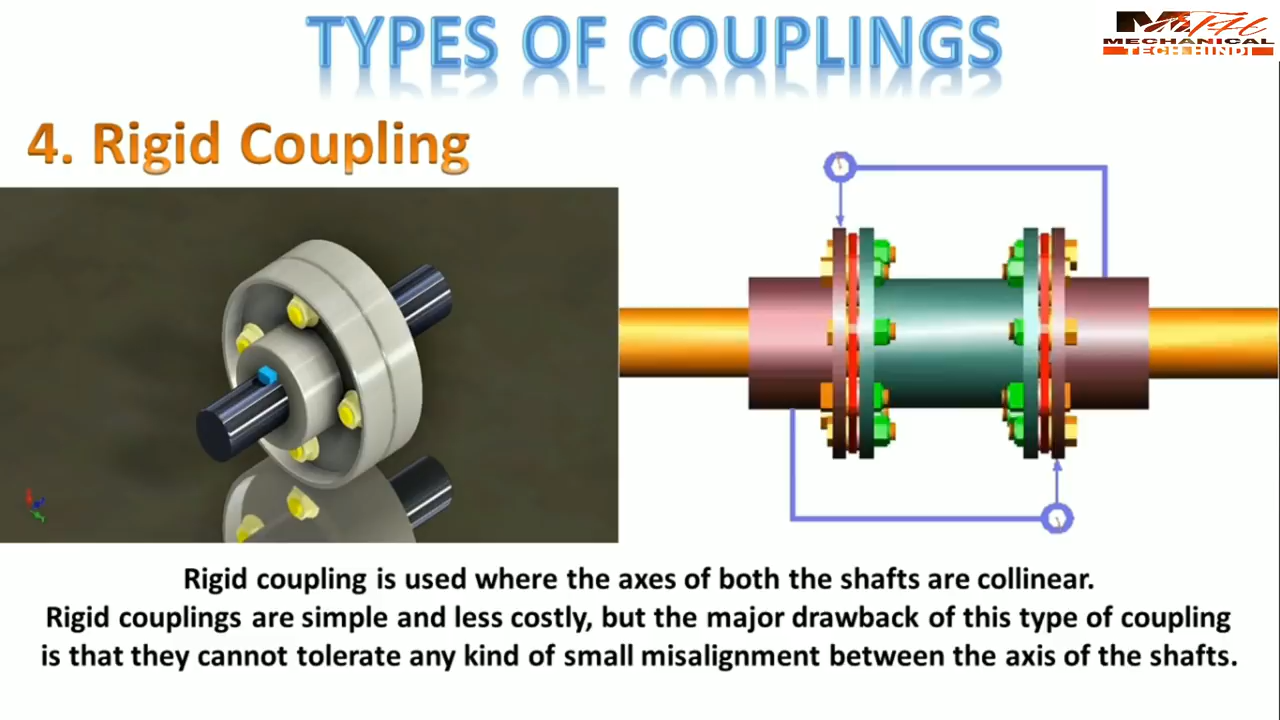 TYPES OF COUPLINGS
MECHANICAL
TECH HINDI
4. Rigid Coupling
Rigid coupling is used where the axes of both the shafts are collinear.
Rigid couplings are simple and less costly, but the major drawback of this type of coupling
is that they cannot tolerate any kind of small misalignment between the axis of the shafts.